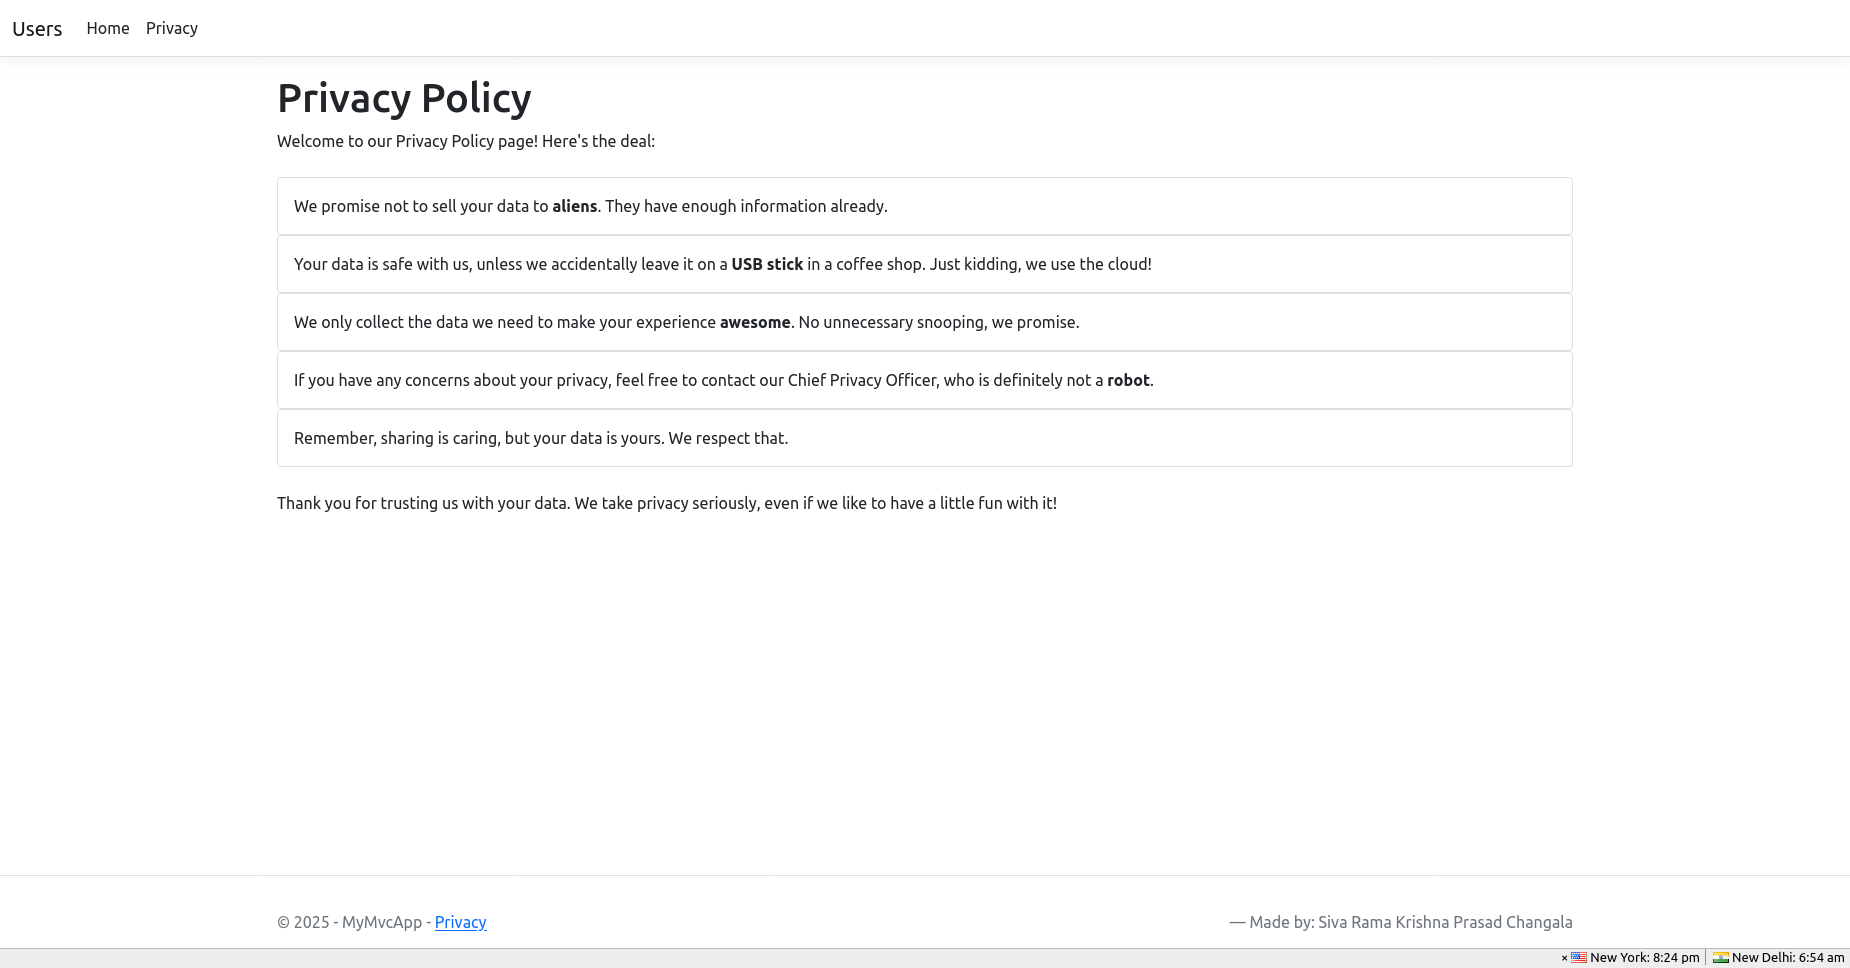 Users Home Privacy
Privacy Policy
Welcome to our Privacy Policy page! Here's the deal:
We promise not to sell your data to aliens. They have enough information already.
Your data is safe with us, unless we accidentally leave it on a USB stick in a coffee shop. Just kidding, we use the cloud!
We only collect the data we need to make your experience awesome. No unnecessary snooping, we promise.
If you have any concerns about your privacy, feel free to contact our Chief Privacy Officer, who is definitely not a robot.
Remember, sharing is caring, but your data is yours. We respect that.
Thank you for trusting us with your data. We take privacy seriously, even if we like to have a little fun with it!
© 2025 - MyMvcApp - Privacy — Made by: Siva Rama Krishna Prasad Changala
× New York: 8:24 pm New Delhi: 6:54 am